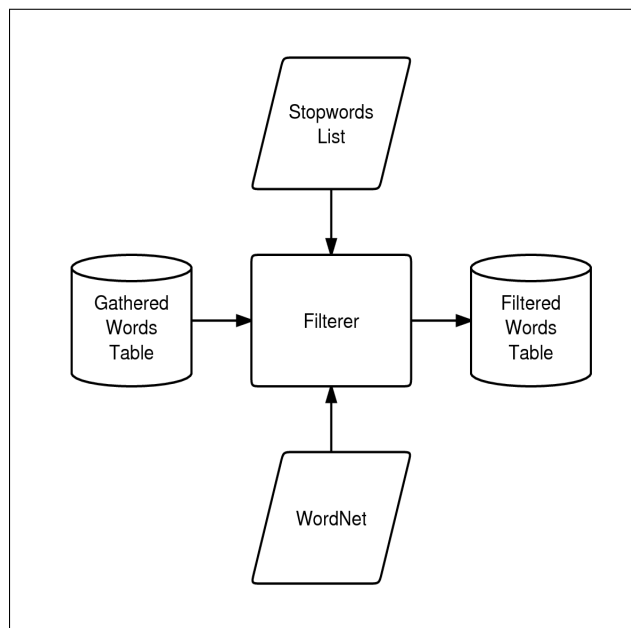 Stopwords
List
Gathered
Words
Table
Filterer
Filtered
Words
Table
WordNet